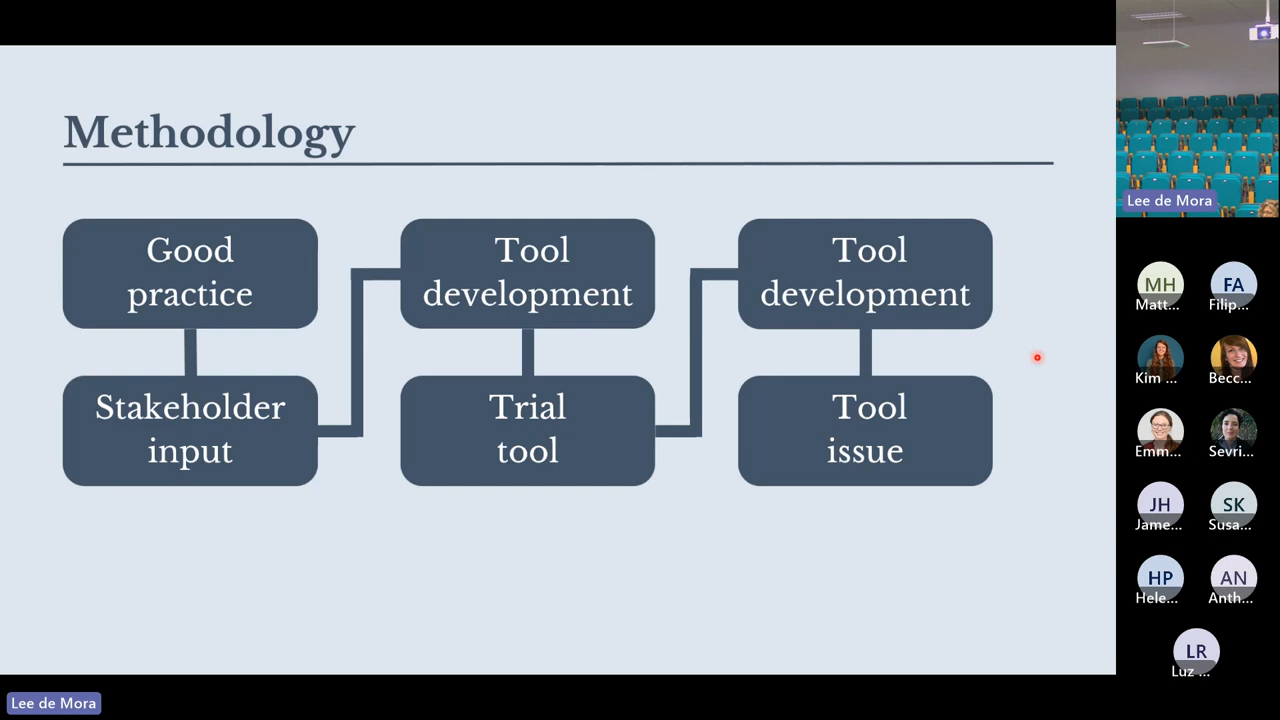 Methodology
Good
practice
Stakeholder
input
Tool
development
Trial
tool
Tool
development
Tool
issue
Lee de Mora
MH
Matt...
FA
Filip...
Kim ...
Becc...
Emm...
Sevri...
JH
Jame...
SK
Susa...
HP
Hele...
AN
Anth...
LR
Luz ...
Lee de Mora